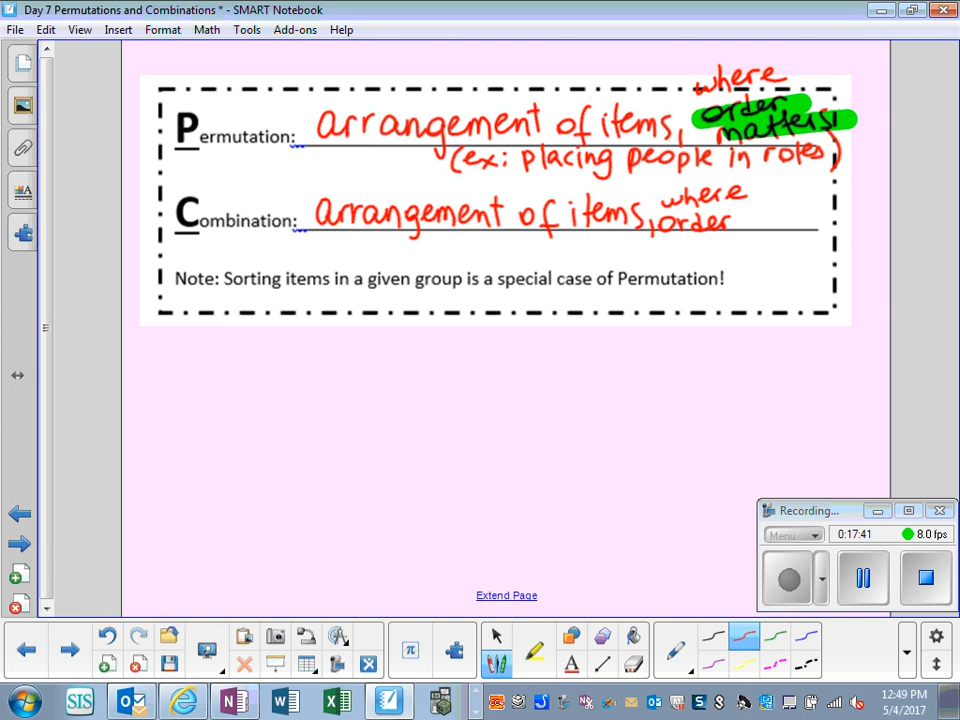 Day 7 Permutations and Combinations * - SMART Notebook
File Edit View Insert Format Math Tools Add-ons Help
where
Permutation: arrangement of items, order
matters!
(ex: placing people in roles)
Combination: arrangement of items, where
order
Note: Sorting items in a given group is a special case of Permutation!
Recording...
Menu 0:17:41 8.0 fps
Extend Page
SIS
12:49 PM
5/4/2017